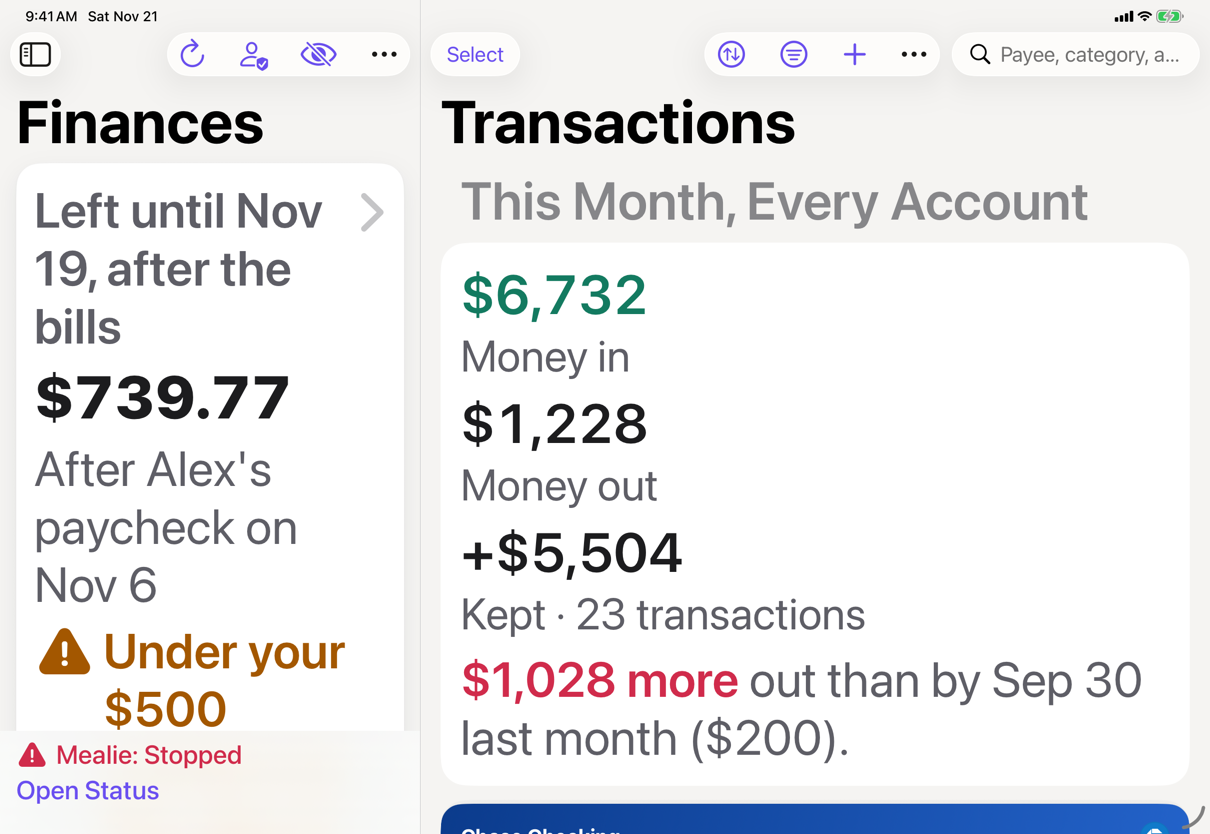 9:41 AM Sat Nov 21
Select
Payee, category, a...
Finances
Left until Nov
19, after the
bills
$739.77
After Alex's
paycheck on
Nov 6
Under your
$500
Mealie: Stopped
Open Status
Transactions
This Month, Every Account
$6,732
Money in
$1,228
Money out
+$5,504
Kept · 23 transactions
$1,028 more out than by Sep 30
last month ($200).